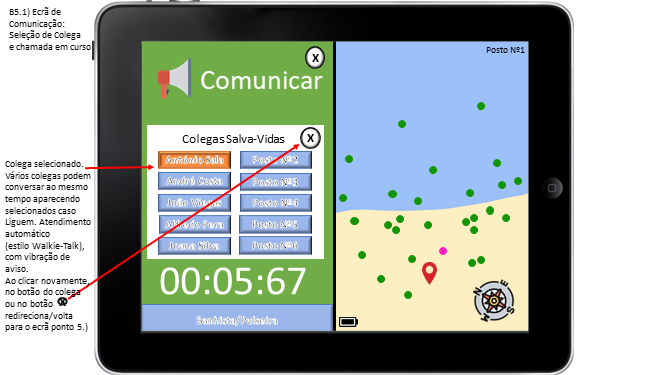 B5.1) Ecrã de
Comunicação:
Seleção de Colega
e chamada em curso
Posto Nº1
X
Comunicar
Colegas Salva-Vidas
X
António Sala
Posto Nº2
André Costa
Posto Nº3
João Viegas
Posto Nº4
Alfredo Pera
Posto Nº5
Joana Silva
Posto Nº6
00:05:67
Banhista/Pulseira
Colega selecionado.
Vários colegas podem
conversar ao mesmo
tempo aparecendo
selecionados caso
Liguem. Atendimento
automático
(estilo Walkie-Talk),
com vibração de
aviso.
Ao clicar novamente,
no botão do colega
ou no botão X
redireciona/volta
para o ecrã ponto 5.)
N
E
S
W